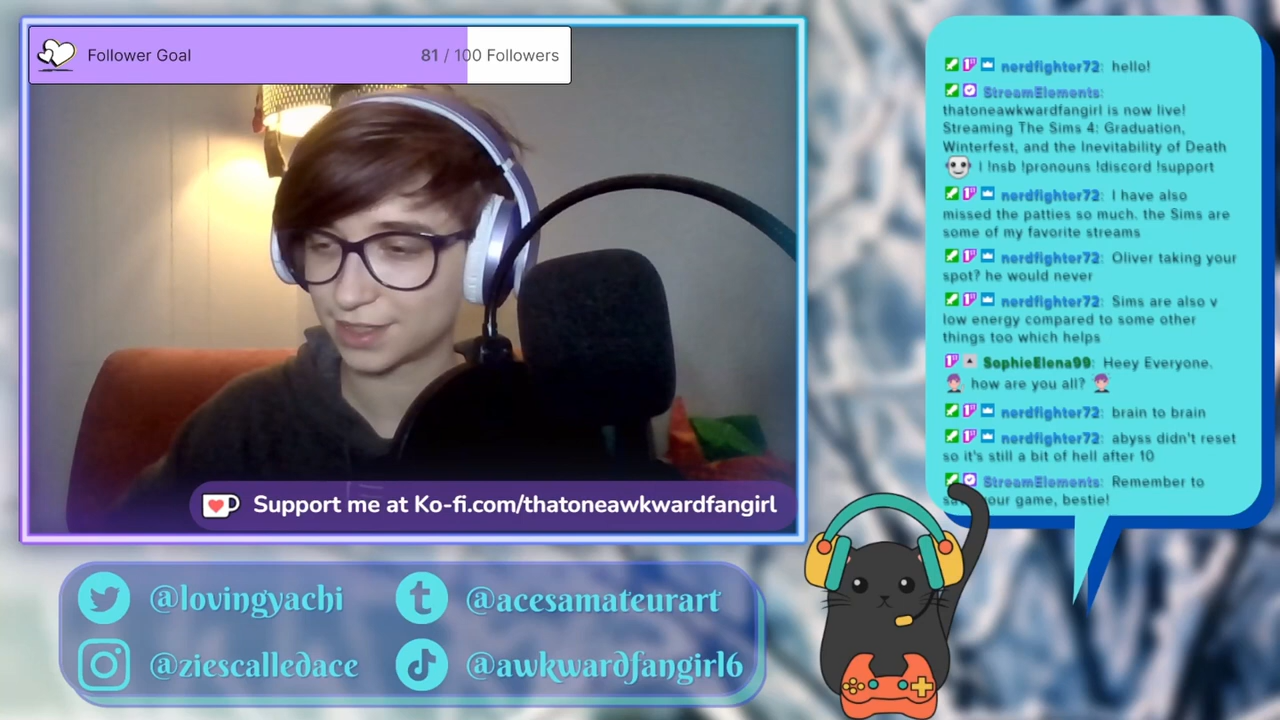 Follower Goal
81 / 100 Followers
Support me at Ko-fi.com/thatoneawkwardfangirl
@lovingyachi
@acesamateurart
@ziescalledace
@awkwardfangirl6
nerdfighter72: hello!
StreamElements:
thatoneawkwardfangirl is now live!
Streaming The Sims 4: Graduation,
Winterfest, and the Inevitability of Death
| !nsb !pronouns !discord !support
nerdfighter72: I have also
missed the patties so much. the Sims are
some of my favorite streams
nerdfighter72: Oliver taking your
spot? he would never
nerdfighter72: Sims are also v
low energy compared to some other
things too which helps
SophieElena99: Heey Everyone.
how are you all?
nerdfighter72: brain to brain
nerdfighter72: abyss didn't reset
so it's still a bit of hell after 10
StreamElements: Remember to
save your game, bestie!